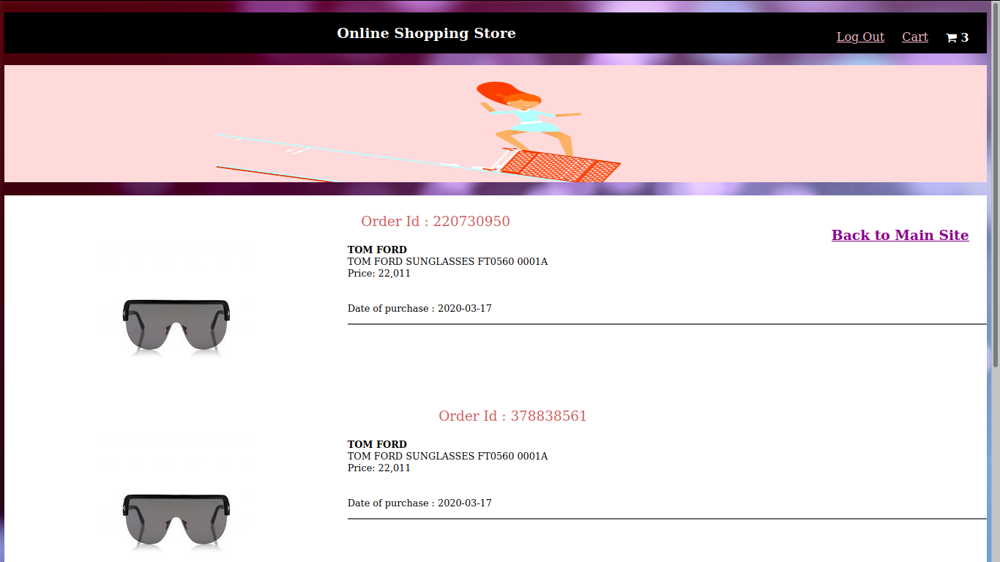 Online Shopping Store
Log Out Cart 3
Order Id : 220730950
Back to Main Site
TOM FORD
TOM FORD SUNGLASSES FT0560 0001A
Price: 22,011
Date of purchase : 2020-03-17
Order Id : 378838561
TOM FORD
TOM FORD SUNGLASSES FT0560 0001A
Price: 22,011
Date of purchase : 2020-03-17